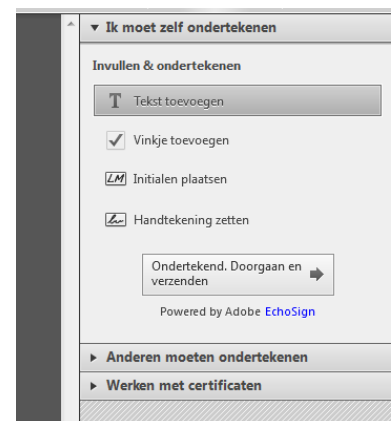 Ik moet zelf ondertekenen
Invullen & ondertekenen
T Tekst toevoegen
Vinkje toevoegen
LM Initialen plaatsen
Handtekening zetten
Ondertekend. Doorgaan en
verzenden
Powered by Adobe EchoSign
Anderen moeten ondertekenen
Werken met certificaten